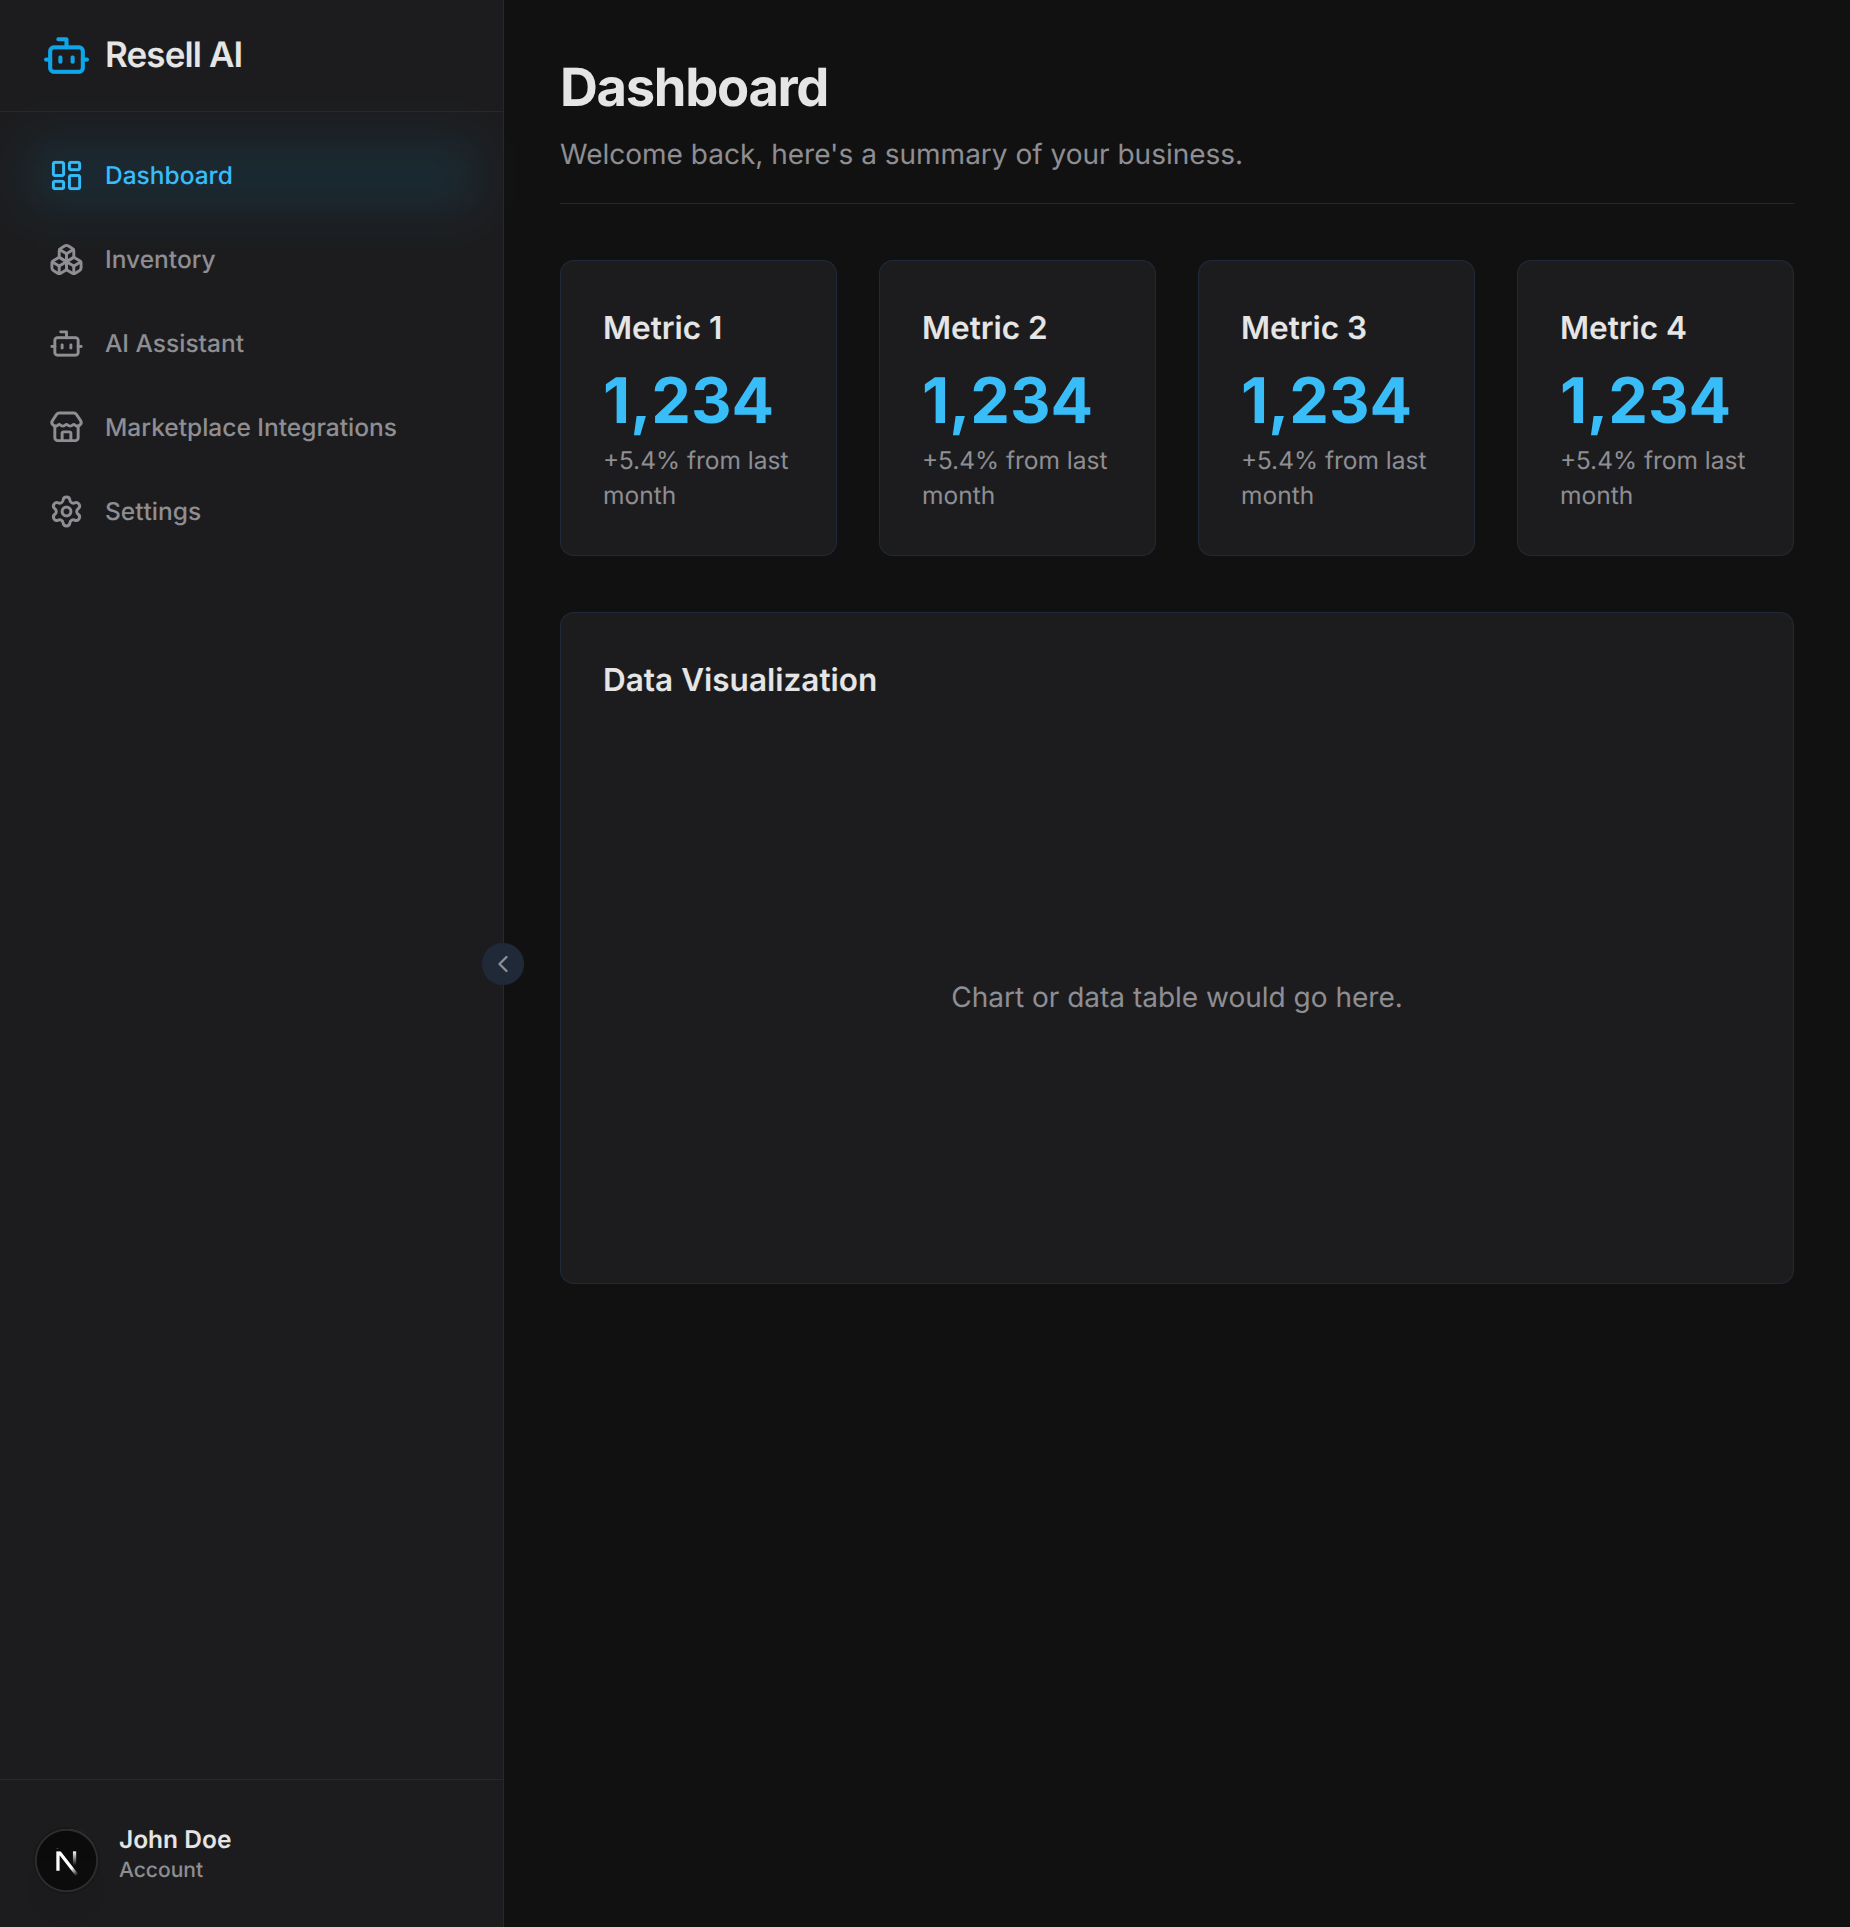 Resell AI
Dashboard
Inventory
AI Assistant
Marketplace Integrations
Settings
N
John Doe
Account
Dashboard
Welcome back, here's a summary of your business.
Metric 1
1,234
+5.4% from last
month
Metric 2
1,234
+5.4% from last
month
Metric 3
1,234
+5.4% from last
month
Metric 4
1,234
+5.4% from last
month
Data Visualization
Chart or data table would go here.